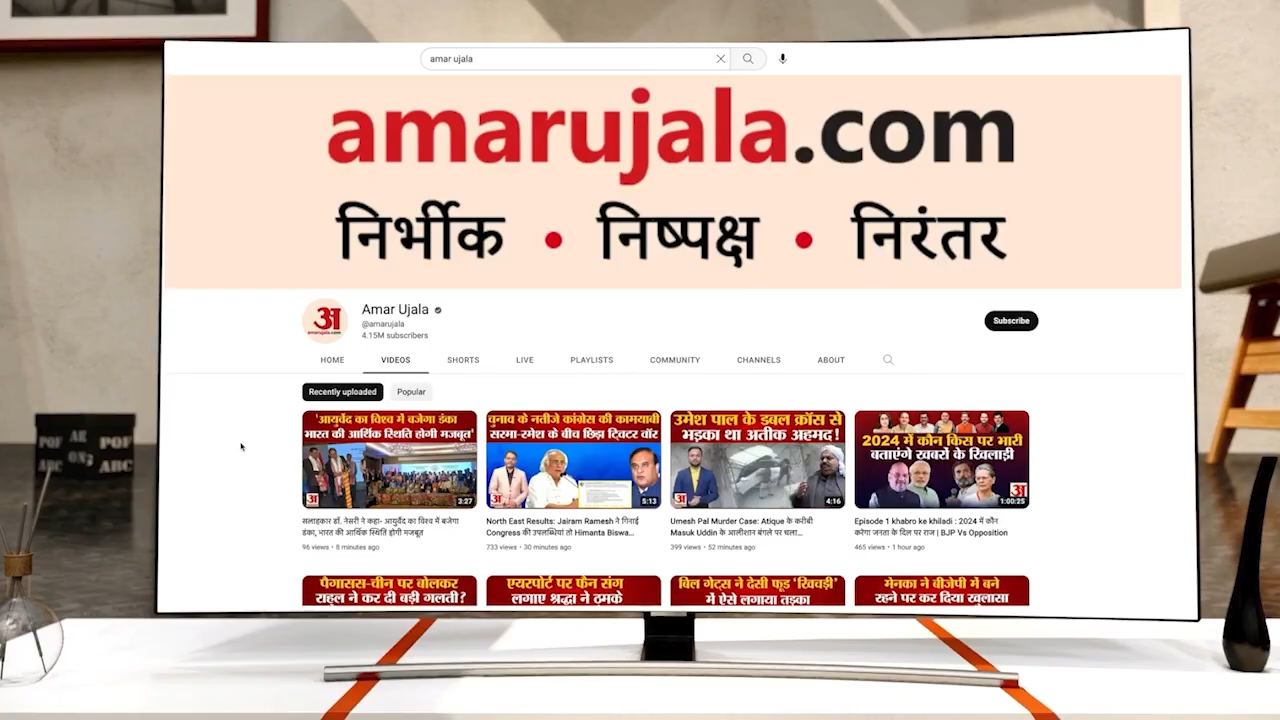 amar ujala
amarujala.com
निर्भीक • निष्पक्ष • निरंतर
अ
amarujala.com
Amar Ujala
@amarujala
4.15M subscribers
Subscribe
HOME VIDEOS SHORTS LIVE PLAYLISTS COMMUNITY CHANNELS ABOUT
Recently uploaded Popular
'आयुर्वेद का विश्व में बजेगा डंका
भारत की आर्थिक स्थिति होगी मजबूत'
अ
3:27
सलाहकार डॉ. नेसरी ने कहा- आयुर्वेद का विश्व में बजेगा
डंका, भारत की आर्थिक स्थिति होगी मजबूत
96 views • 8 minutes ago
चुनाव के नतीजे कांग्रेस की कामयाबी
सरमा-रमेश के बीच छिड़ा ट्विटर वॉर
अ
5:13
North East Results: Jairam Ramesh ने गिनाई
Congress की उपलब्धियां तो Himanta Biswa...
733 views • 30 minutes ago
उमेश पाल के डबल क्रॉस से
भड़का था अतीक अहमद!
अ
4:16
Umesh Pal Murder Case: Atique के करीबी
Masuk Uddin के आलीशान बंगले पर चला...
399 views • 52 minutes ago
2024 में कौन किस पर भारी
बताएंगे खबरों के खिलाड़ी
अ
1:00:25
Episode 1 khabro ke khiladi : 2024 में कौन
करेगा जनता के दिल पर राज | BJP Vs Opposition
465 views • 1 hour ago
पैगासस-चीन पर बोलकर
राहुल ने कर दी बड़ी गलती?
एयरपोर्ट पर फैन संग
लगाए श्रद्धा ने ठुमके
बिल गेट्स ने देसी फूड 'खिचड़ी'
में ऐसे लगाया तड़का
मेनका ने बीजेपी में बने
रहने पर कर दिया खुलासा